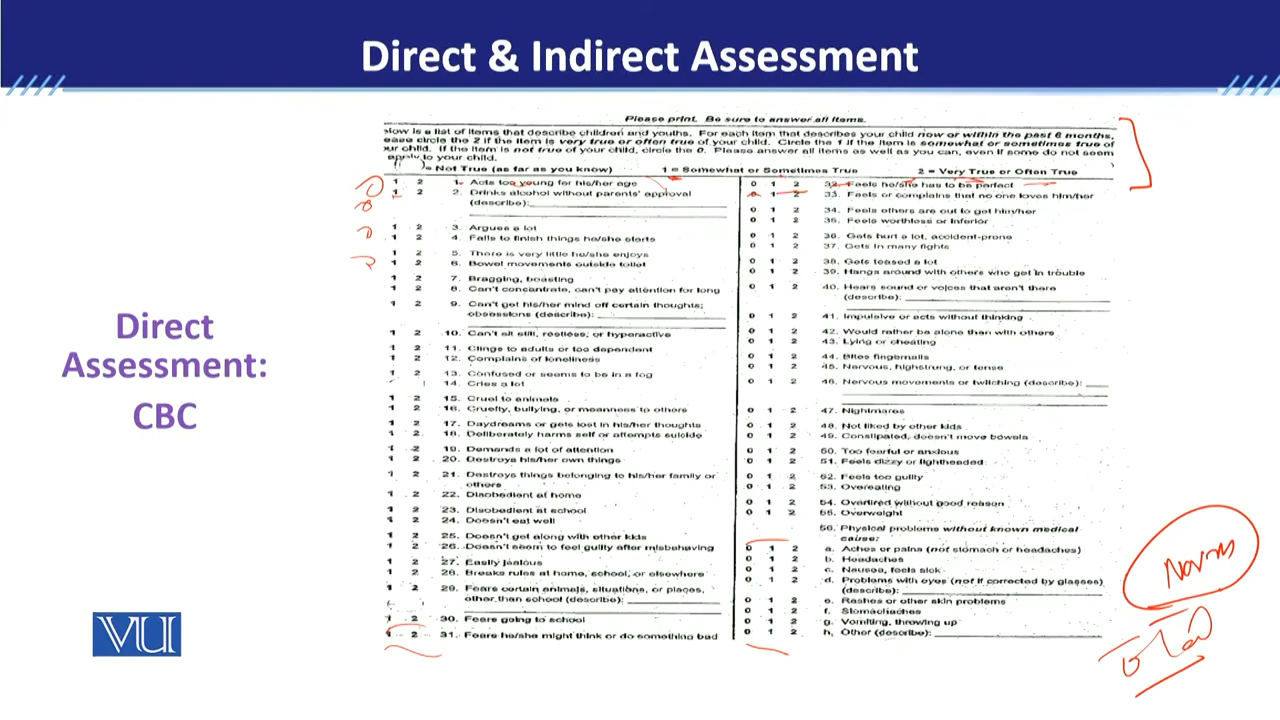 Direct & Indirect Assessment
Please print. Be sure to answer all items.
elow is a list of items that describe children and youths. For each item that describes your child now or within the past 6 months,
ease circle the 2 if the item is very true or often true of your child. Circle the 1 if the item is somewhat or sometimes true of
our child. If the item is not true of your child, circle the 0. Please answer all items as well as you can, even if some do not seem
apply to your child.
= Not True (as far as you know) 1 = Somewhat or Sometimes True 2 = Very True or Often True
1 2 1. Acts too young for his/her age
1 2 2. Drinks alcohol without parents' approval
(describe):
1 2 3. Argues a lot
1 2 4. Fails to finish things he/she starts
1 2 5. There is very little he/she enjoys
1 2 6. Bowel movements outside toilet
1 2 7. Bragging, boasting
1 2 8. Can't concentrate, can't pay attention for long
1 2 9. Can't get his/her mind off certain thoughts;
obsessions (describe):
1 2 10. Can't sit still, restless, or hyperactive
1 2 11. Clings to adults or too dependent
1 2 12. Complains of loneliness
1 2 13. Confused or seems to be in a fog
14. Cries a lot
1 2 15. Cruel to animals
1 2 16. Cruelty, bullying, or meanness to others
1 2 17. Daydreams or gets lost in his/her thoughts
1 2 18. Deliberately harms self or attempts suicide
1 2 19. Demands a lot of attention
1 2 20. Destroys his/her own things
1 2 21. Destroys things belonging to his/her family or
others
1 2 22. Disobedient at home
1 2 23. Disobedient at school
1 2 24. Doesn't eat well
1 2 25. Doesn't get along with other kids
1 2 26. Doesn't seem to feel guilty after misbehaving
1 2 27. Easily jealous
1 2 28. Breaks rules at home, school, or elsewhere
1 2 29. Fears certain animals, situations, or places,
other than school (describe):
1 2 30. Fears going to school
1 2 31. Fears he/she might think or do something bad
0 1 2 32. Feels he/she has to be perfect
0 1 2 33. Feels or complains that no one loves him/her
0 1 2 34. Feels others are out to get him/her
0 1 2 35. Feels worthless or inferior
0 1 2 36. Gets hurt a lot, accident-prone
0 1 2 37. Gets in many fights
0 1 2 38. Gets teased a lot
0 1 2 39. Hangs around with others who get in trouble
0 1 2 40. Hears sound or voices that aren't there
(describe):
0 1 2 41. Impulsive or acts without thinking
0 1 2 42. Would rather be alone than with others
0 1 2 43. Lying or cheating
0 1 2 44. Bites fingernails
0 1 2 45. Nervous, highstrung, or tense
0 1 2 46. Nervous movements or twitching (describe):
0 1 2 47. Nightmares
0 1 2 48. Not liked by other kids
0 1 2 49. Constipated, doesn't move bowels
0 1 2 50. Too fearful or anxious
0 1 2 51. Feels dizzy or lightheaded
0 1 2 52. Feels too guilty
0 1 2 53. Overeating
0 1 2 54. Overtired without good reason
0 1 2 55. Overweight
56. Physical problems without known medical
cause:
0 1 2 a. Aches or pains (not stomach or headaches)
0 1 2 b. Headaches
0 1 2 c. Nausea, feels sick
0 1 2 d. Problems with eyes (not if corrected by glasses)
(describe):
0 1 2 e. Rashes or other skin problems
0 1 2 f. Stomachaches
0 1 2 g. Vomiting, throwing up
0 1 2 h. Other (describe):
Direct
Assessment:
CBC
Norms
VU